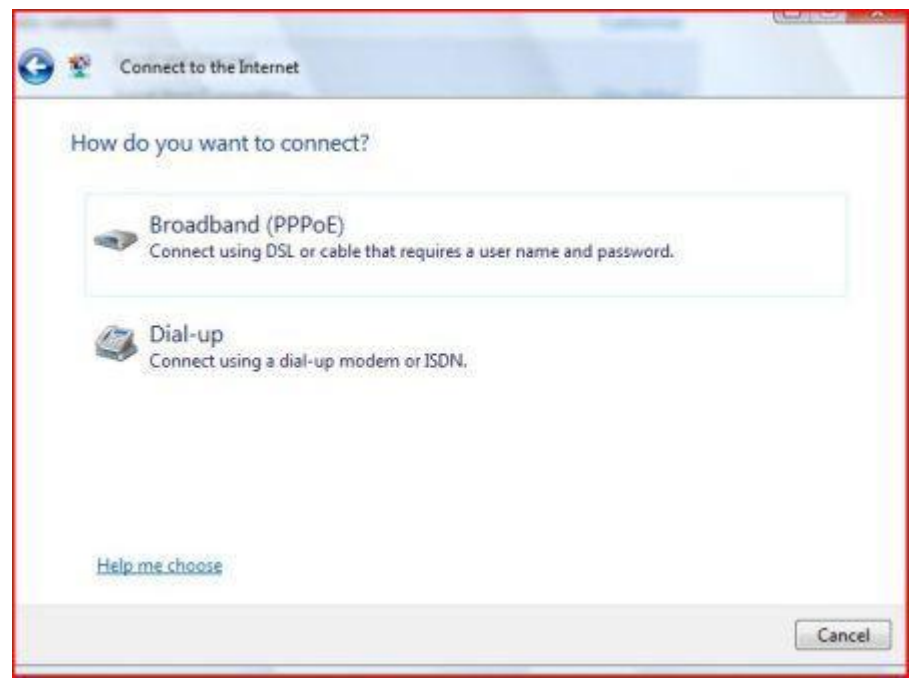 Connect to the Internet
How do you want to connect?
Broadband (PPPoE)
Connect using DSL or cable that requires a user name and password.
Dial-up
Connect using a dial-up modem or ISDN.
Help me choose
Cancel